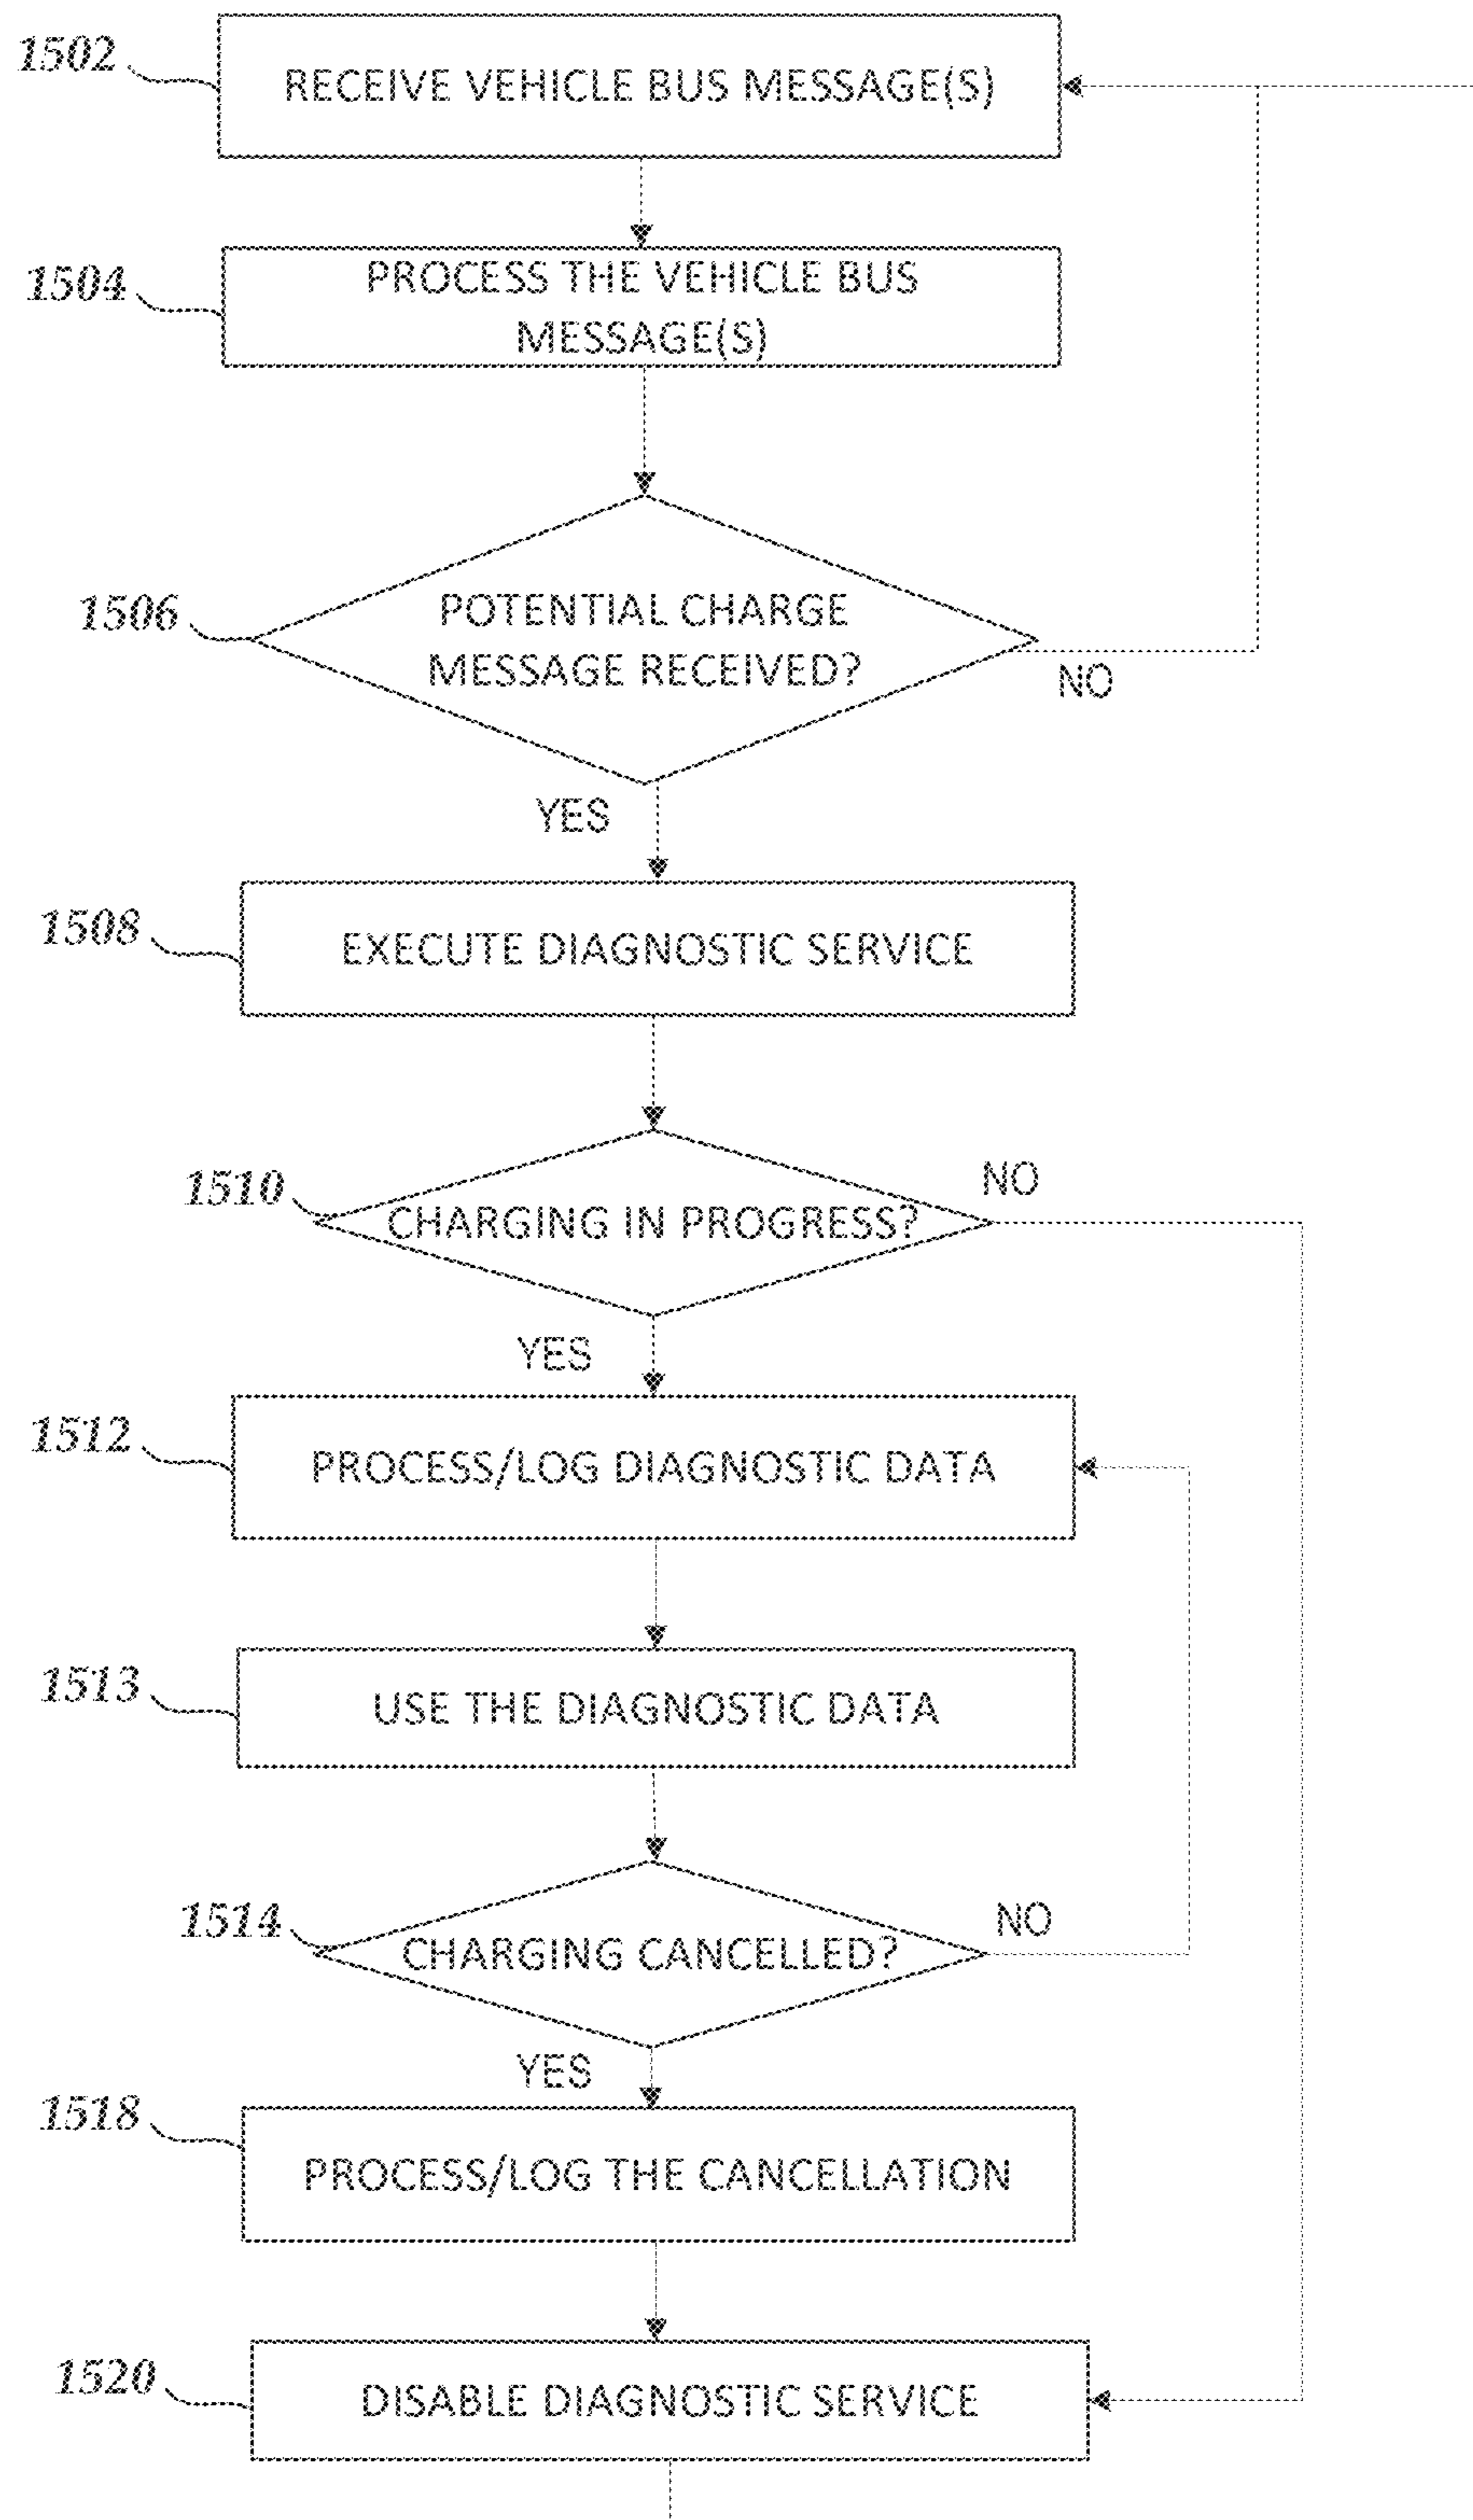 1502
RECEIVE VEHICLE BUS MESSAGE(S)
1504
PROCESS THE VEHICLE BUS
MESSAGE(S)
1506
POTENTIAL CHARGE
MESSAGE RECEIVED?
NO
YES
1508
EXECUTE DIAGNOSTIC SERVICE
1510
CHARGING IN PROGRESS?
NO
YES
1512
PROCESS/LOG DIAGNOSTIC DATA
1513
USE THE DIAGNOSTIC DATA
1514
CHARGING CANCELLED?
NO
YES
1518
PROCESS/LOG THE CANCELLATION
1520
DISABLE DIAGNOSTIC SERVICE